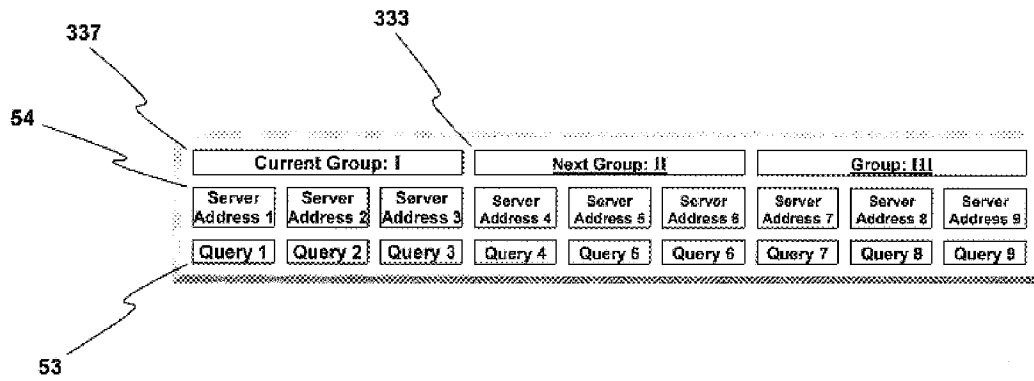 337
333
54
Current Group: I
Next Group: II
Group: III
Server Address 1
Server Address 2
Server Address 3
Server Address 4
Server Address 5
Server Address 6
Server Address 7
Server Address 8
Server Address 9
Query 1
Query 2
Query 3
Query 4
Query 5
Query 6
Query 7
Query 8
Query 9
53